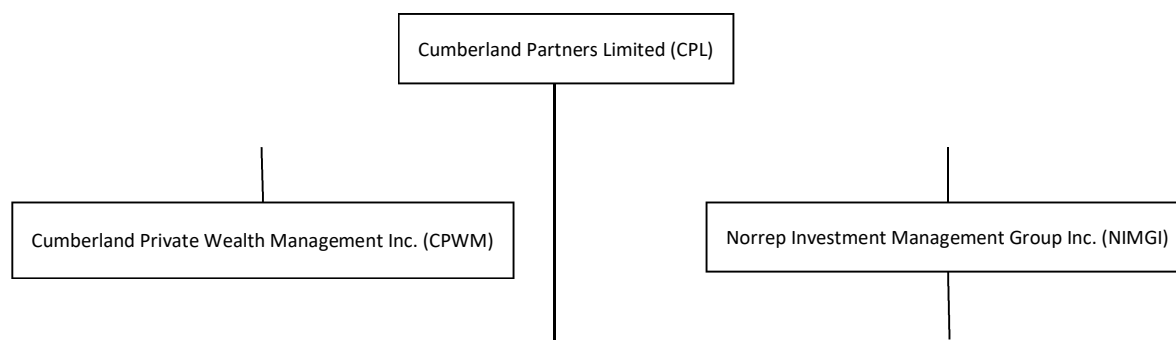 Cumberland Partners Limited (CPL)
Cumberland Private Wealth Management Inc. (CPWM)
Norrep Investment Management Group Inc. (NIMGI)